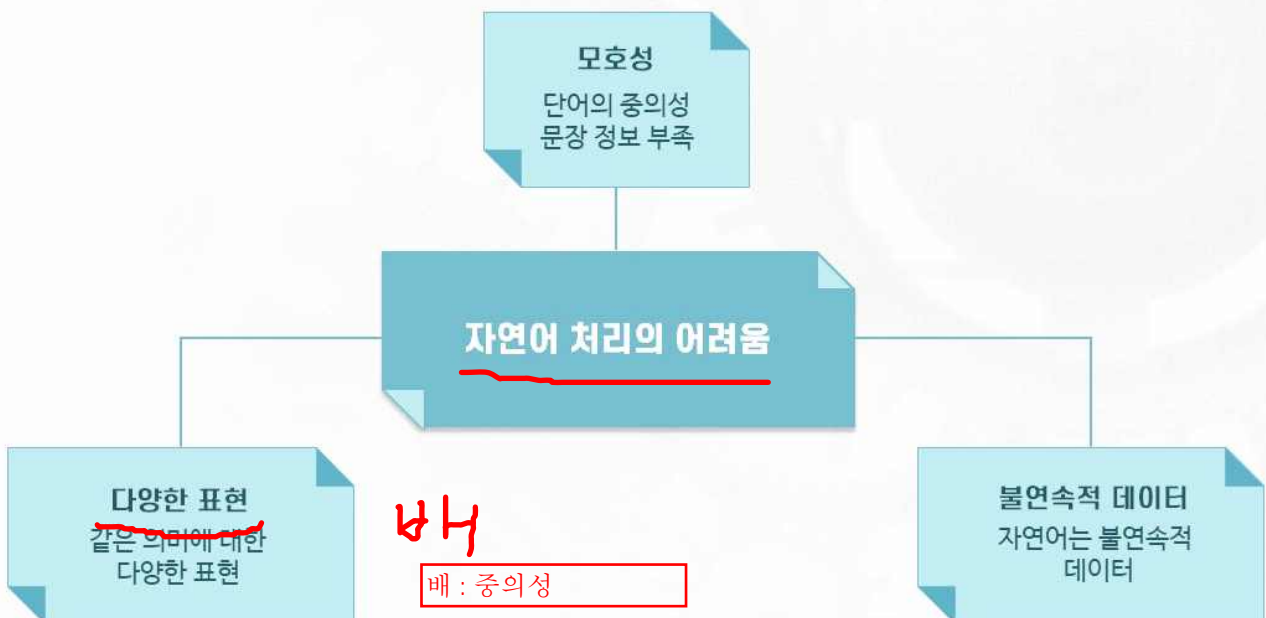 모호성
단어의 중의성
문장 정보 부족
자연어 처리의 어려움
다양한 표현
같은 의미에 대한
다양한 표현
배
배 : 중의성
불연속적 데이터
자연어는 불연속적
데이터